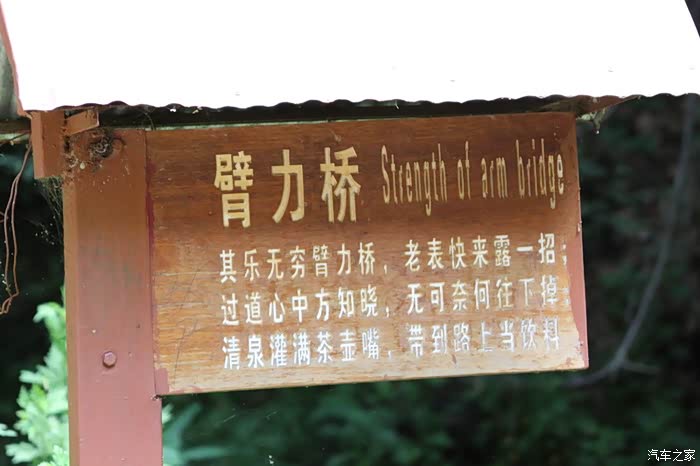 臂力桥 Strength of arm bridge
其乐无穷臂力桥，老表快来露一招；
过道心中方知晓，无可奈何往下掉；
清泉灌满茶壶嘴，带到路上当饮料
汽车之家